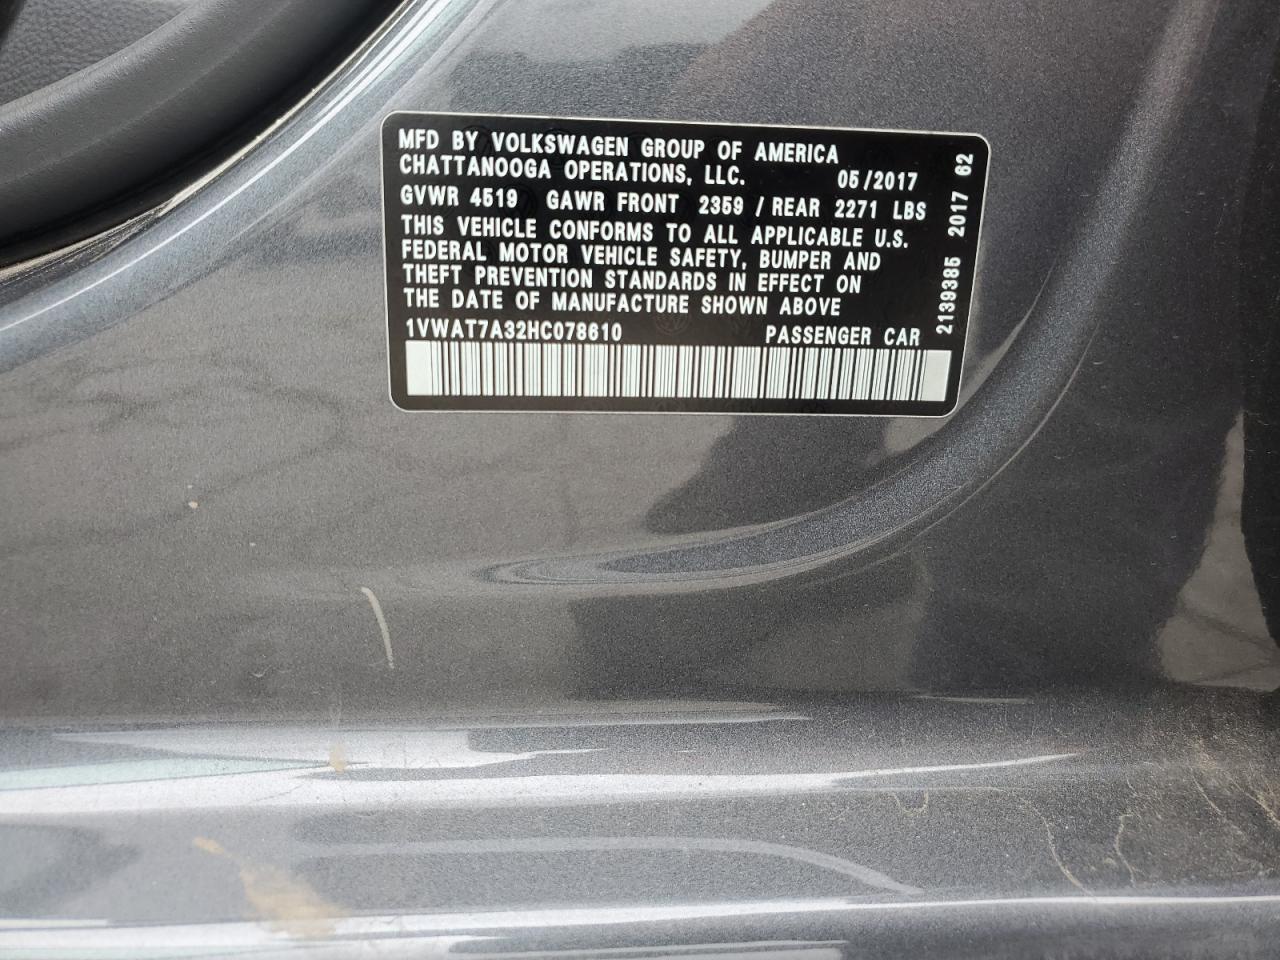 MFD BY VOLKSWAGEN GROUP OF AMERICA
CHATTANOOGA OPERATIONS, LLC. 05/2017
GVWR 4519 GAWR FRONT 2359 / REAR 2271 LBS
THIS VEHICLE CONFORMS TO ALL APPLICABLE U.S.
FEDERAL MOTOR VEHICLE SAFETY, BUMPER AND
THEFT PREVENTION STANDARDS IN EFFECT ON
THE DATE OF MANUFACTURE SHOWN ABOVE
1VWAT7A32HC078610 PASSENGER CAR
2139385 2017 62